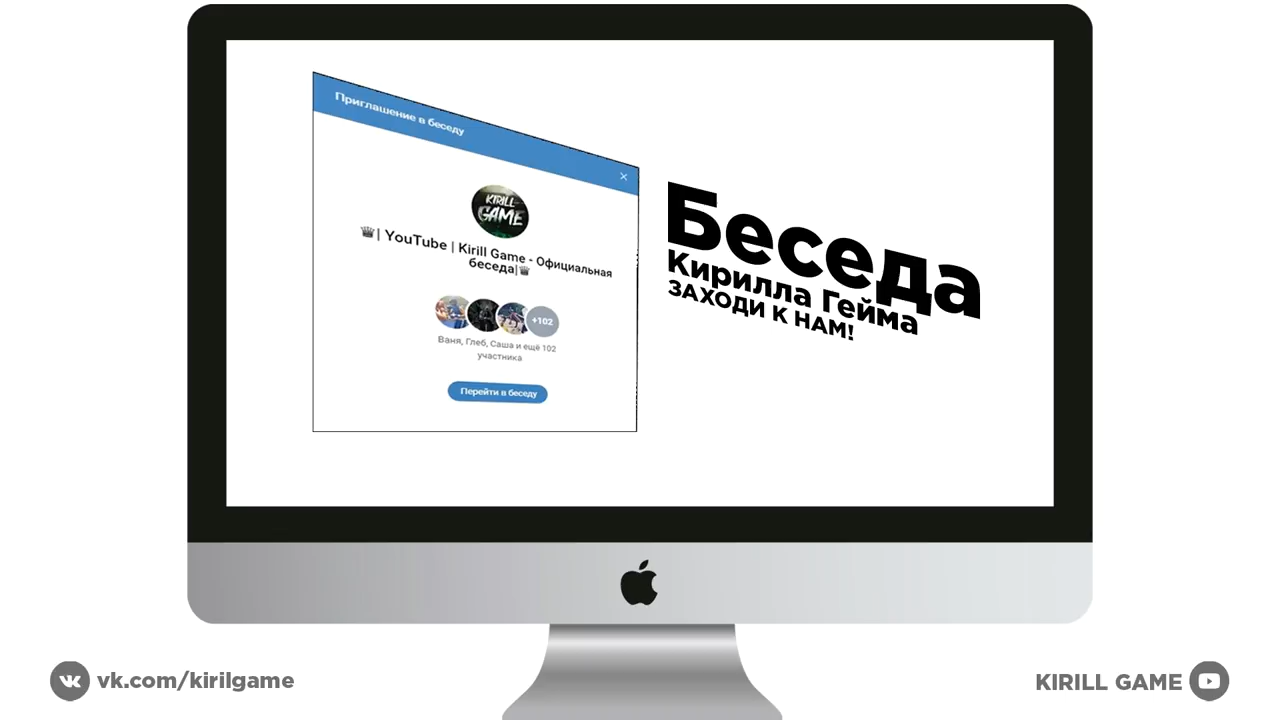 Приглашение в беседу
KIRILL
GAME
♛| YouTube | Kirill Game - Официальная
беседа|♛
+102
Ваня, Глеб, Саша и ещё 102
участника
Перейти в беседу
Беседа
Кирилла Гейма
ЗАХОДИ К НАМ!
vk.com/kirilgame
KIRILL GAME